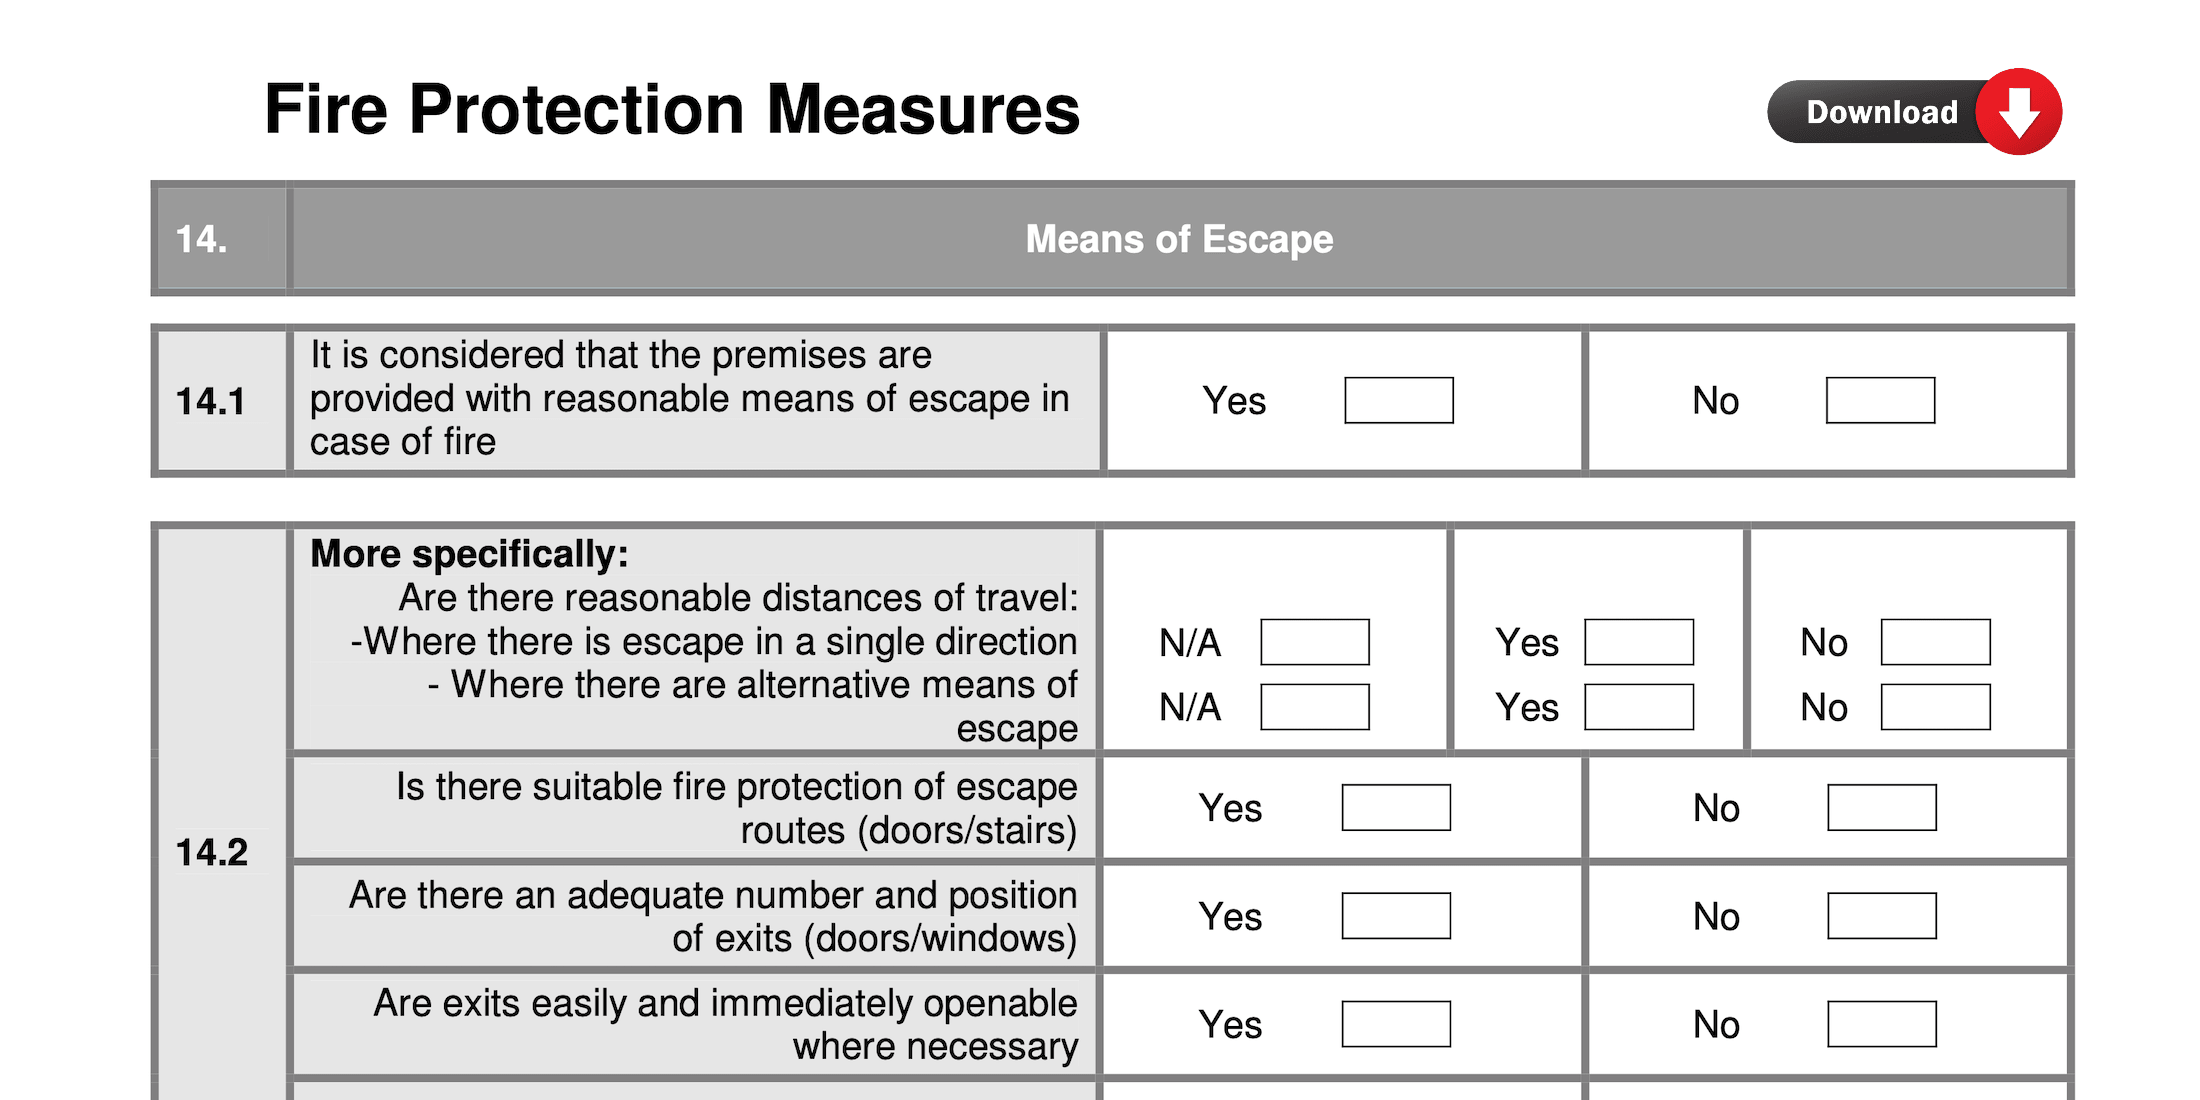 Fire Protection Measures
Download
14.
Means of Escape
14.1
It is considered that the premises are
provided with reasonable means of escape in
case of fire
Yes
No
14.2
More specifically:
Are there reasonable distances of travel:
-Where there is escape in a single direction
N/A
Yes
No
- Where there are alternative means of
escape
N/A
Yes
No
Is there suitable fire protection of escape
routes (doors/stairs)
Yes
No
Are there an adequate number and position
of exits (doors/windows)
Yes
No
Are exits easily and immediately openable
where necessary
Yes
No